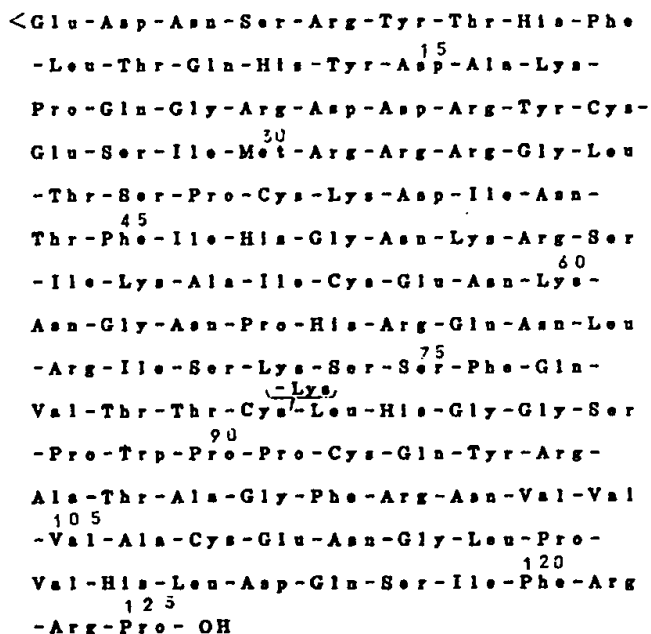 <Glu-Asp-Asn-Ser-Arg-Tyr-Thr-His-Phe
15
-Leu-Thr-Gln-His-Tyr-Asp-Ala-Lys-
Pro-Gln-Gly-Arg-Asp-Asp-Arg-Tyr-Cys-
30
Glu-Ser-Ile-Met-Arg-Arg-Arg-Gly-Leu
-Thr-Ser-Pro-Cys-Lys-Asp-Ile-Asn-
45
Thr-Phe-Ile-His-Gly-Asn-Lys-Arg-Ser
60
-Ile-Lys-Ala-Ile-Cys-Glu-Asn-Lys-
Asn-Gly-Asn-Pro-His-Arg-Gln-Asn-Leu
75
-Arg-Ile-Ser-Lys-Ser-Ser-Phe-Gln-
-Lys
Val-Thr-Thr-Cys-Leu-His-Gly-Gly-Ser
90
-Pro-Trp-Pro-Pro-Cys-Gln-Tyr-Arg-
Ala-Thr-Ala-Gly-Phe-Arg-Asn-Val-Val
105
-Val-Ala-Cys-Glu-Asn-Gly-Leu-Pro-
120
Val-His-Leu-Asp-Gln-Ser-Ile-Phe-Arg
125
-Arg-Pro-OH